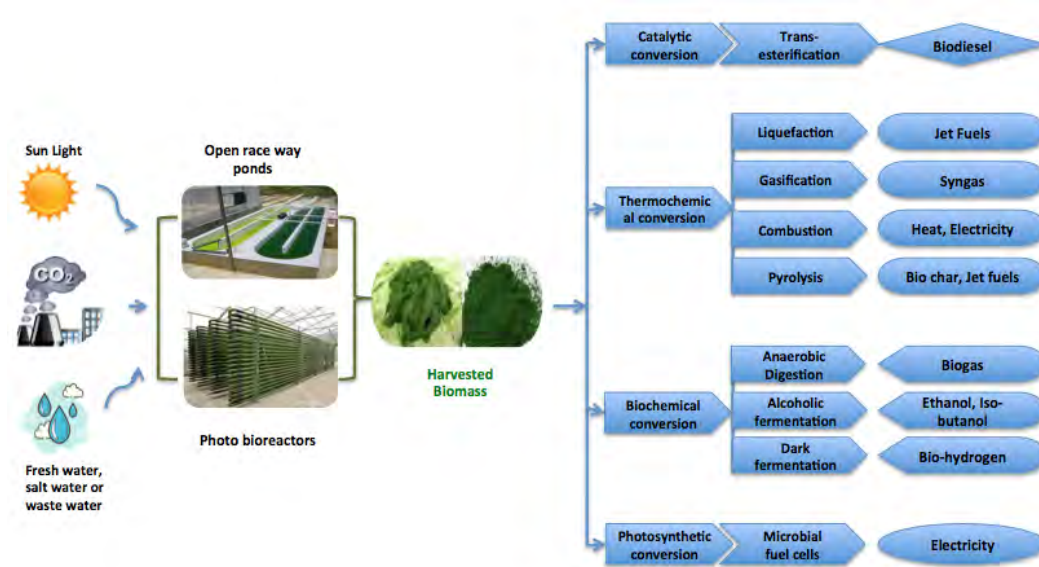 Sun Light
CO2
Fresh water,
salt water or
waste water
Open race way
ponds
Photo bioreactors
Harvested
Biomass
Catalytic
conversion
Trans-
esterification
Biodiesel
Thermochemic
al conversion
Liquefaction
Jet Fuels
Gasification
Syngas
Combustion
Heat, Electricity
Pyrolysis
Bio char, Jet fuels
Biochemical
conversion
Anaerobic
Digestion
Biogas
Alcoholic
fermentation
Ethanol, Iso-
butanol
Dark
fermentation
Bio-hydrogen
Photosynthetic
conversion
Microbial
fuel cells
Electricity